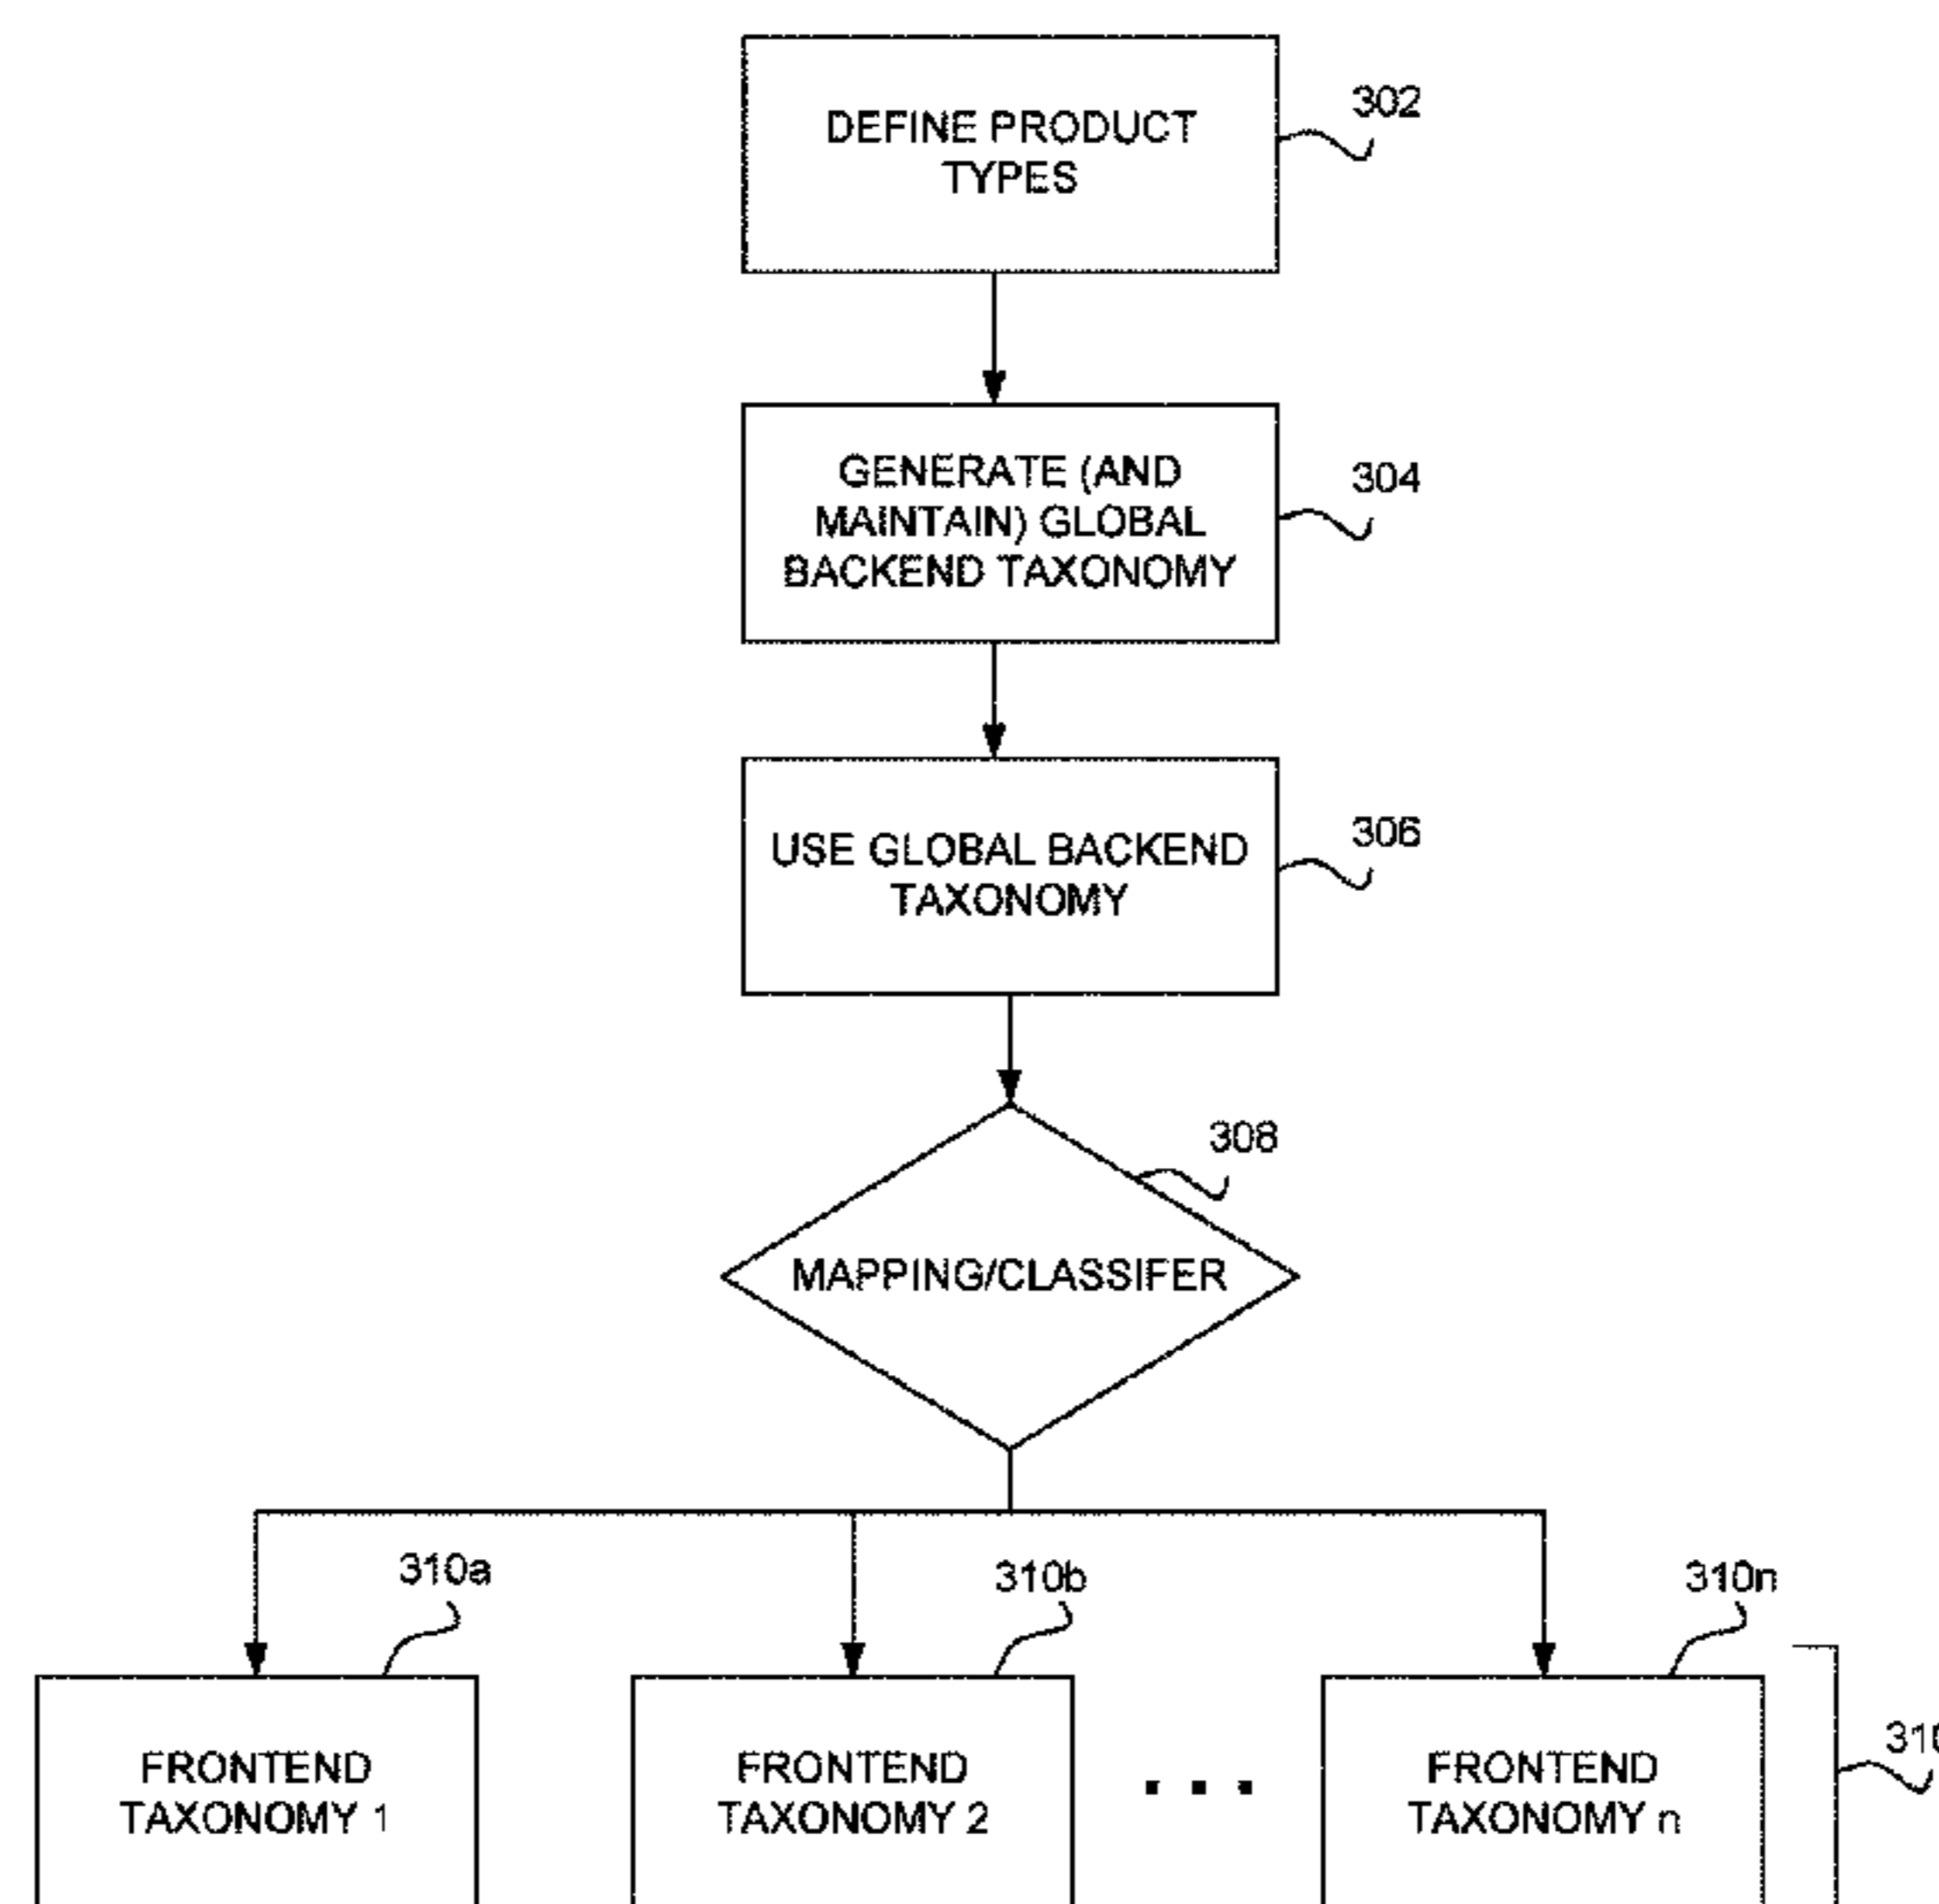 DEFINE PRODUCT
TYPES
302
GENERATE (AND
MAINTAIN) GLOBAL
BACKEND TAXONOMY
304
USE GLOBAL BACKEND
TAXONOMY
306
308
MAPPING/CLASSIFER
310a
310b
310n
FRONTEND
TAXONOMY 1
FRONTEND
TAXONOMY 2
...
FRONTEND
TAXONOMY n
310